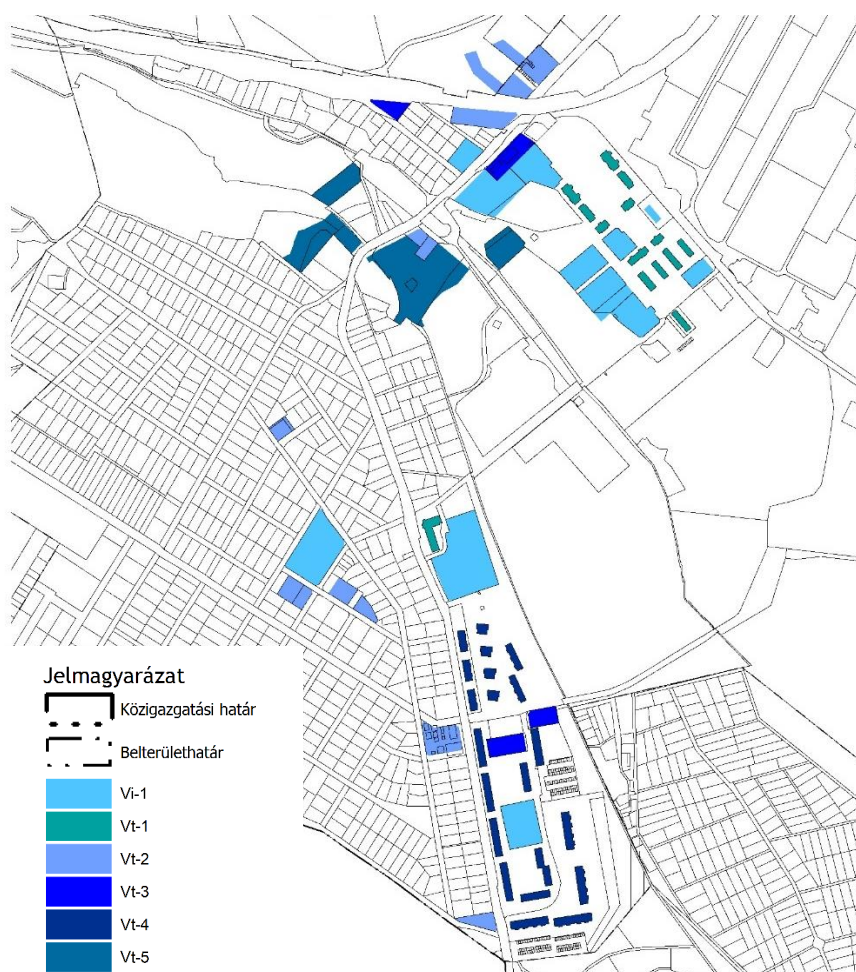 Jelmagyarázat
Közigazgatási határ
Belterülethatár
Vi-1
Vt-1
Vt-2
Vt-3
Vt-4
Vt-5